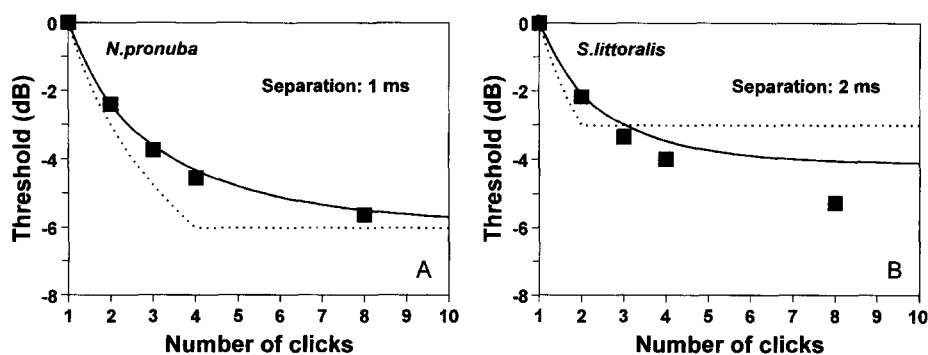 Threshold (dB)
0
-2
-4
-6
-8
N.pronuba
Separation: 1 ms
A
1 2 3 4 5 6 7 8 9 10
Number of clicks
Threshold (dB)
0
-2
-4
-6
-8
S.littoralis
Separation: 2 ms
B
1 2 3 4 5 6 7 8 9 10
Number of clicks